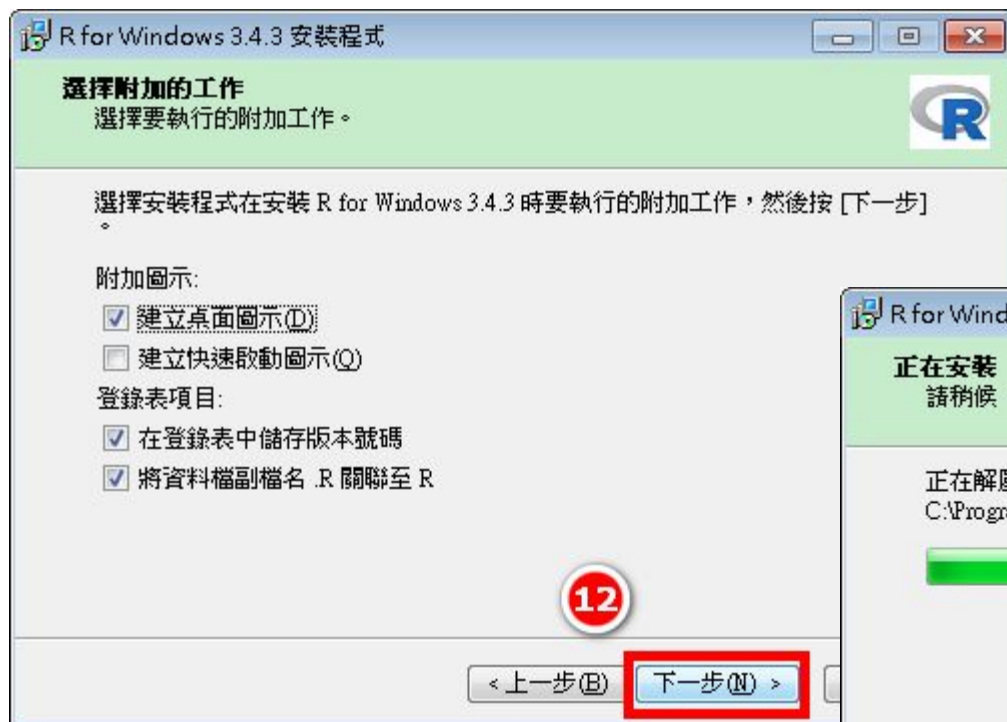 R for Windows 3.4.3 安裝程式
選擇附加的工作
選擇要執行的附加工作。
R
選擇安裝程式在安裝 R for Windows 3.4.3 時要執行的附加工作，然後按 [下一步]
。
附加圖示:
建立桌面圖示(D)
建立快速啟動圖示(Q)
登錄表項目:
在登錄表中儲存版本號碼
將資料檔副檔名 .R 關聯至 R
12
<上一步(B)
下一步(N) >
R for Wind
正在安裝
請稍候
正在解
C:\Progr